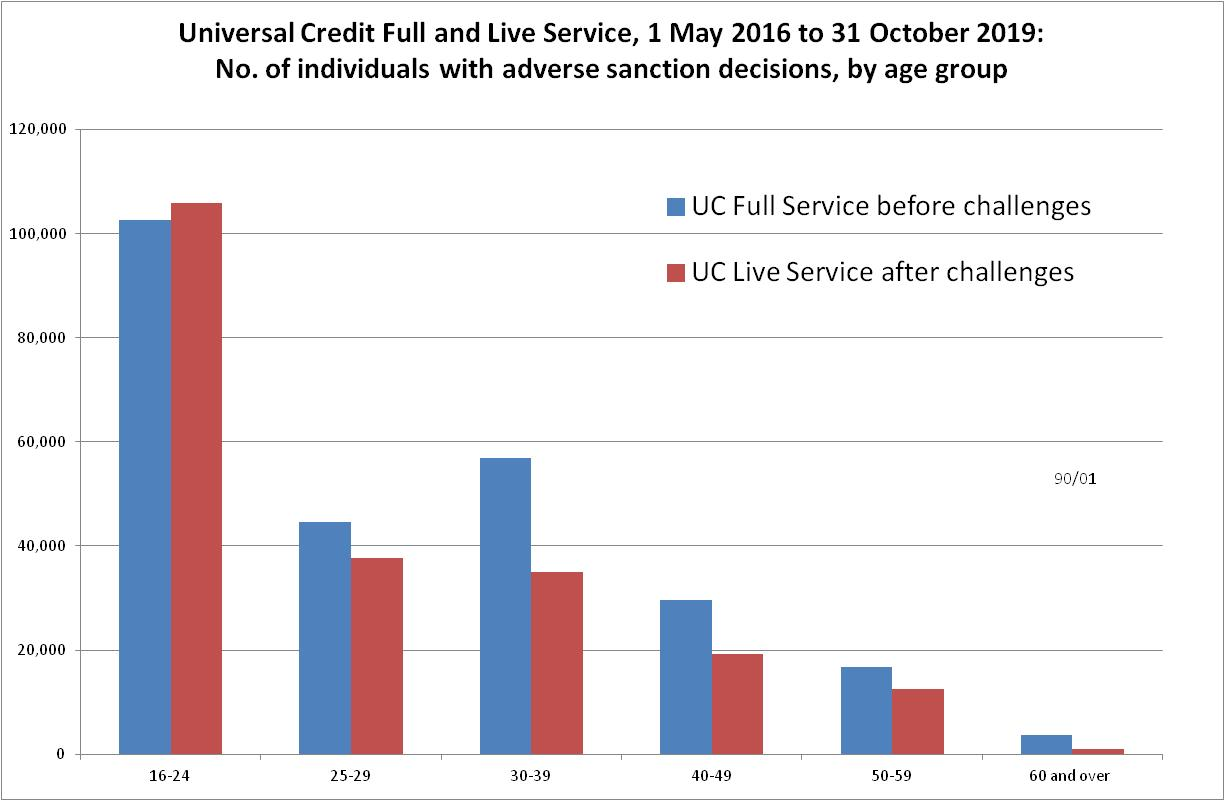 Universal Credit Full and Live Service, 1 May 2016 to 31 October 2019:
No. of individuals with adverse sanction decisions, by age group
120,000
100,000
80,000
60,000
40,000
20,000
0
UC Full Service before challenges
UC Live Service after challenges
90/01
16-24
25-29
30-39
40-49
50-59
60 and over